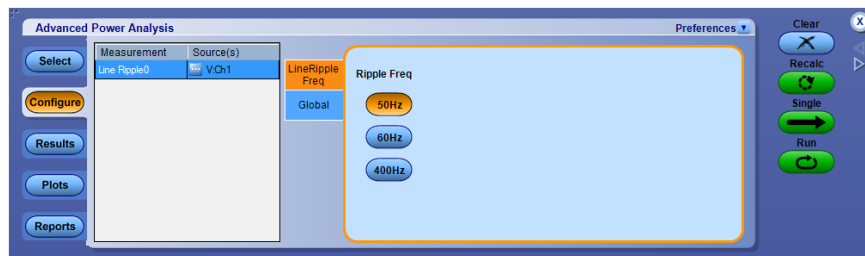 Advanced Power Analysis
Preferences
Clear
Select
Configure
Results
Plots
Reports
Measurement Source(s)
Line Ripple0 V:Ch1
LineRipple
Freq
Global
Ripple Freq
50Hz
60Hz
400Hz
Recalc
Single
Run